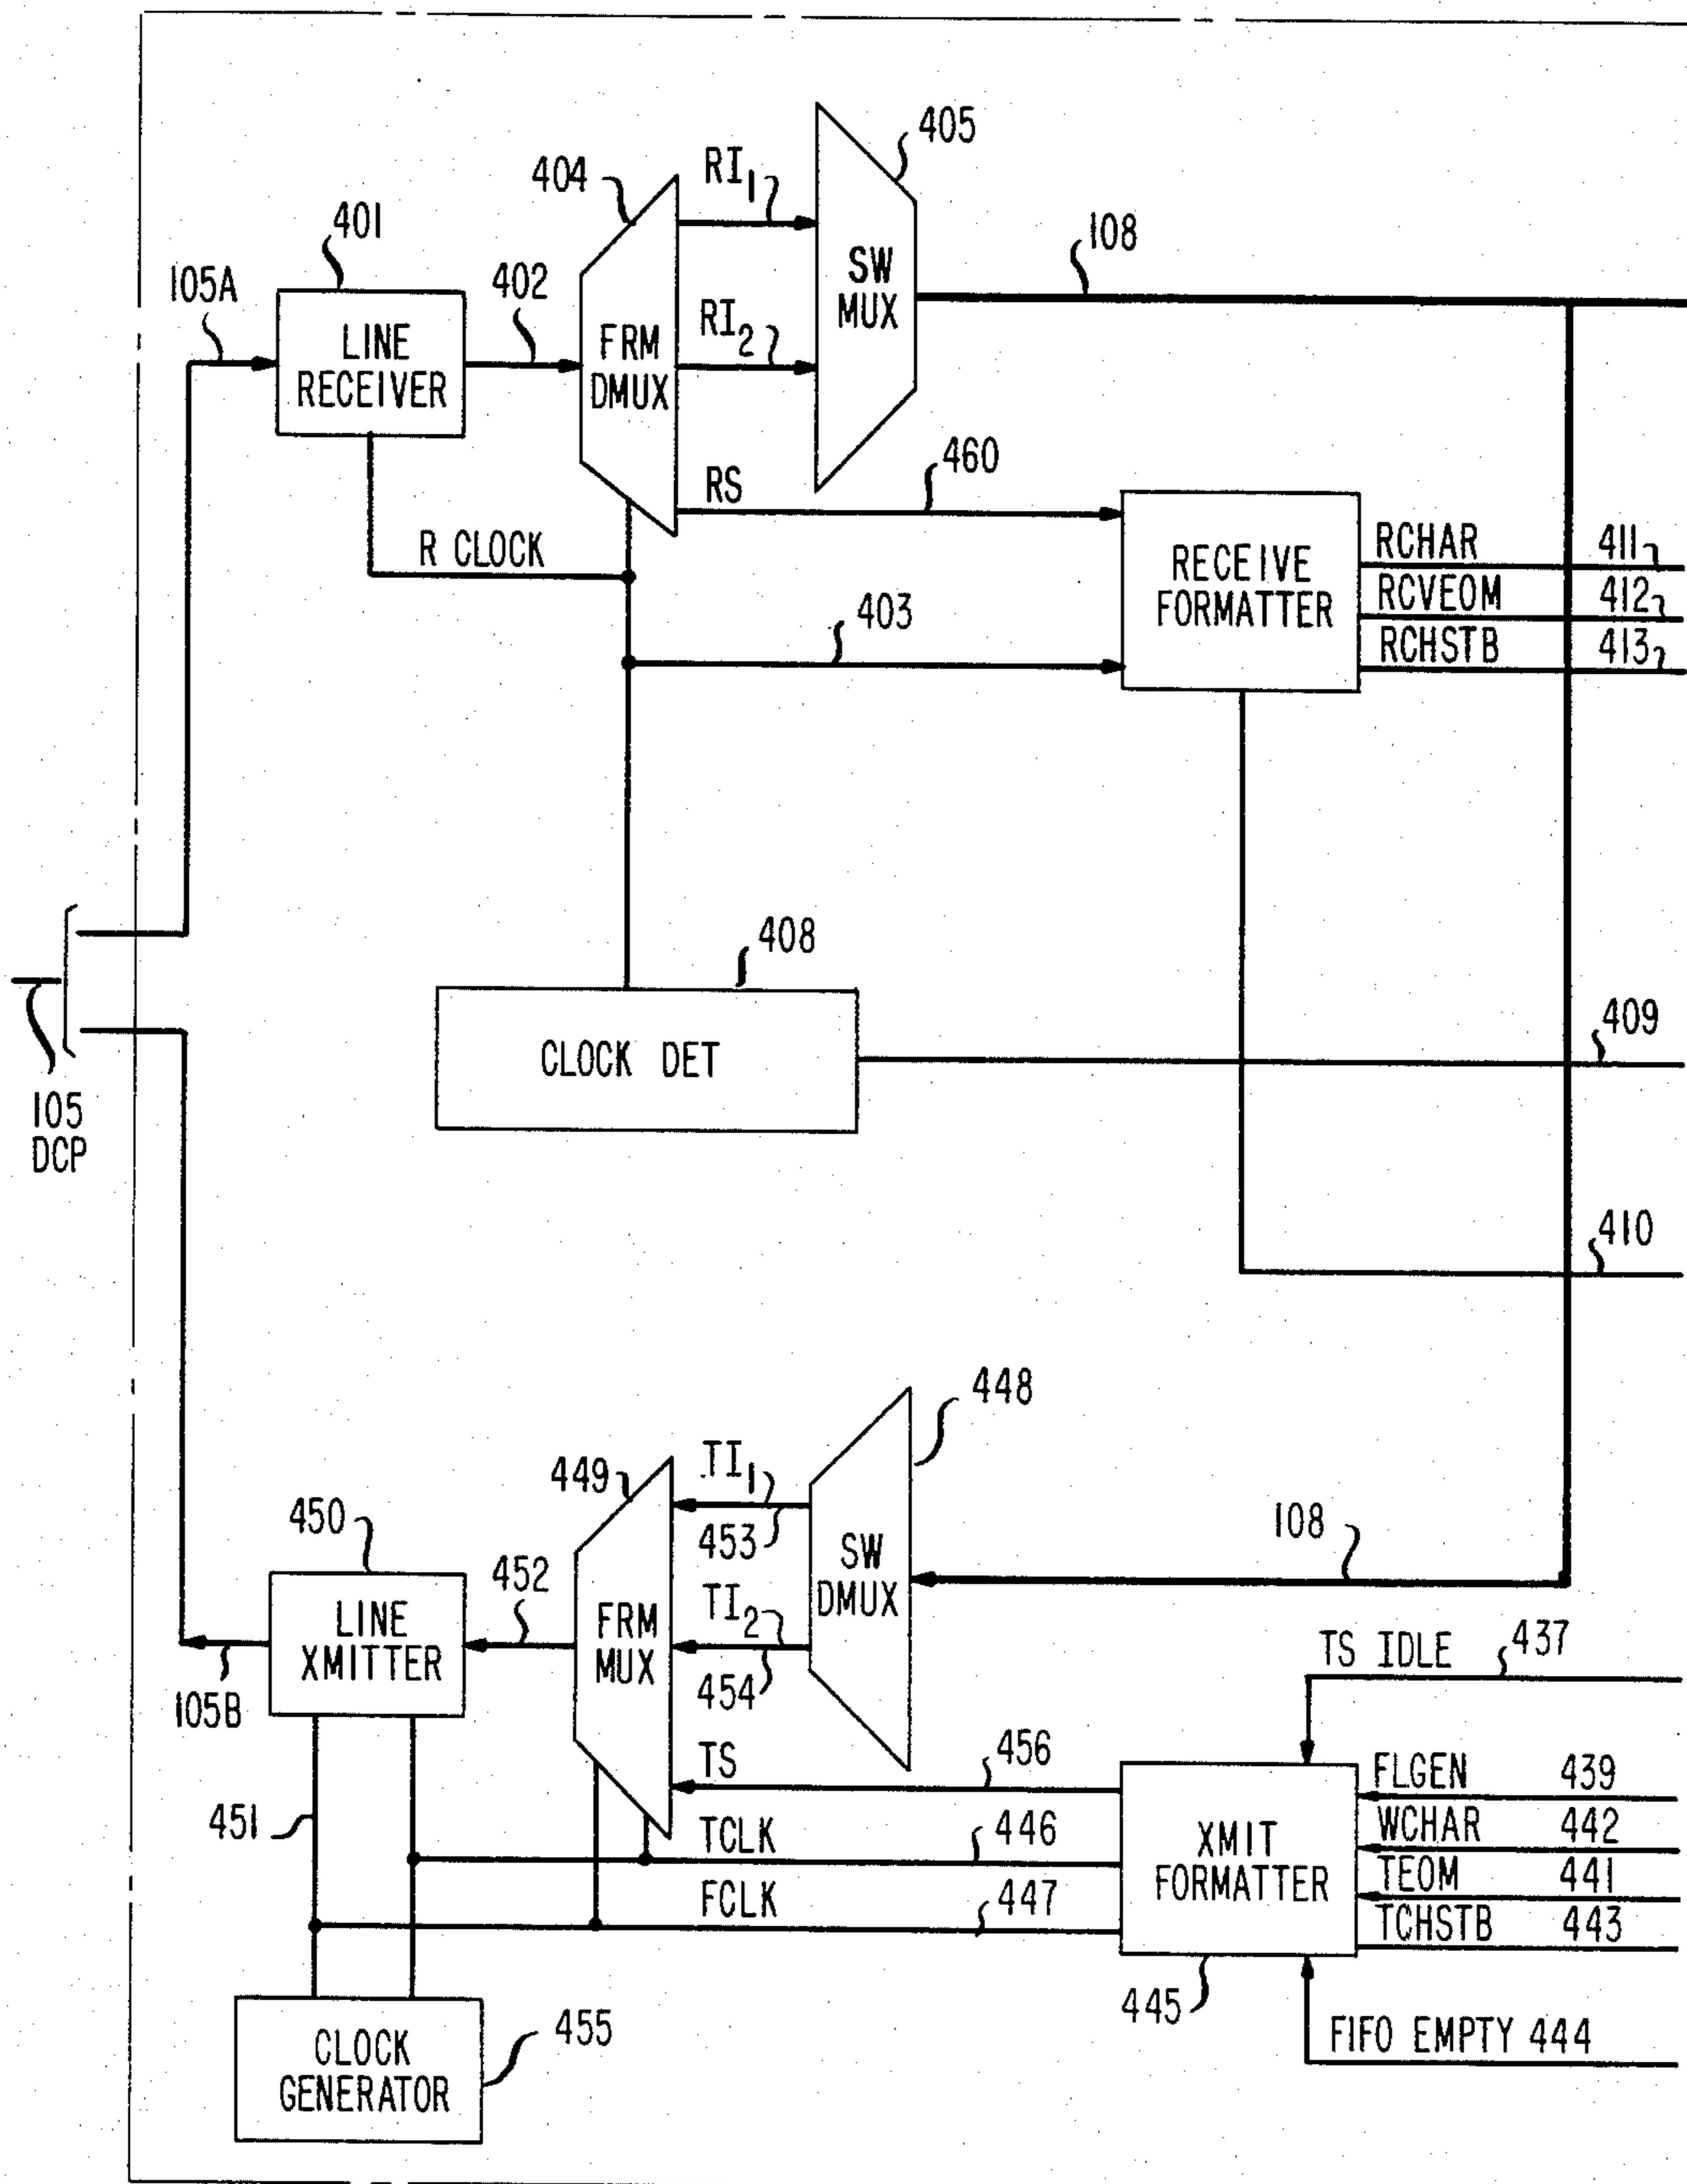 405
404
RI1
401
108
105A
402
SW
MUX
LINE
RECEIVER
FRM
DMUX
RI2
RS
460
R CLOCK
RECEIVE
FORMATTER
RCHAR 411
RCVEOM 412
RCHSTB 413
403
408
CLOCK DET
409
105
DCP
410
448
449
TI1
453
450
108
452
SW
DMUX
LINE
XMITTER
FRM
MUX
TI2
454
TS IDLE 437
105B
TS
456
FLGEN 439
451
TCLK 446
XMIT
FORMATTER
WCHAR 442
TEOM 441
FCLK 447
TCHSTB 443
445
455
CLOCK
GENERATOR
FIFO EMPTY 444